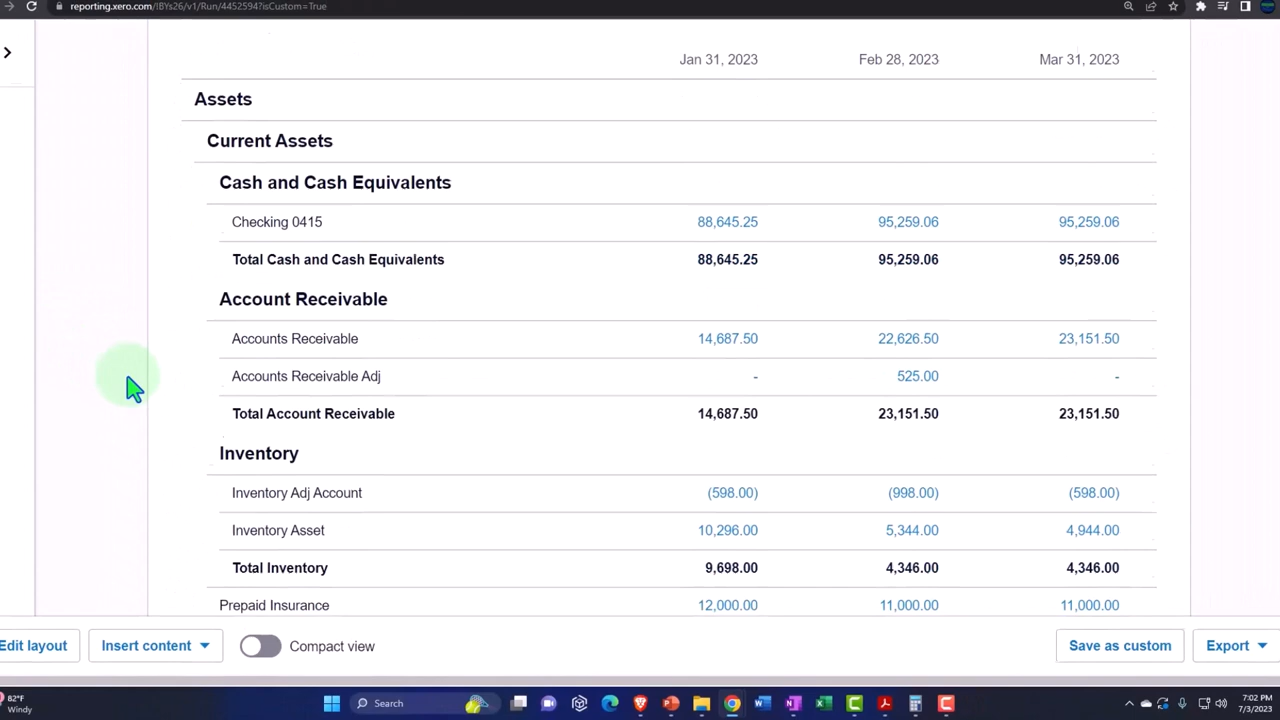 reporting.xero.com/!BYs26/v1/Run/4452594?isCustom=True
Jan 31, 2023 Feb 28, 2023 Mar 31, 2023
Assets
Current Assets
Cash and Cash Equivalents
Checking 0415 88,645.25 95,259.06 95,259.06
Total Cash and Cash Equivalents 88,645.25 95,259.06 95,259.06
Account Receivable
Accounts Receivable 14,687.50 22,626.50 23,151.50
Accounts Receivable Adj - 525.00 -
Total Account Receivable 14,687.50 23,151.50 23,151.50
Inventory
Inventory Adj Account (598.00) (998.00) (598.00)
Inventory Asset 10,296.00 5,344.00 4,944.00
Total Inventory 9,698.00 4,346.00 4,346.00
Prepaid Insurance 12,000.00 11,000.00 11,000.00
Edit layout Insert content Compact view Save as custom Export
82°F Search 7:02 PM
Windy 7/3/2023